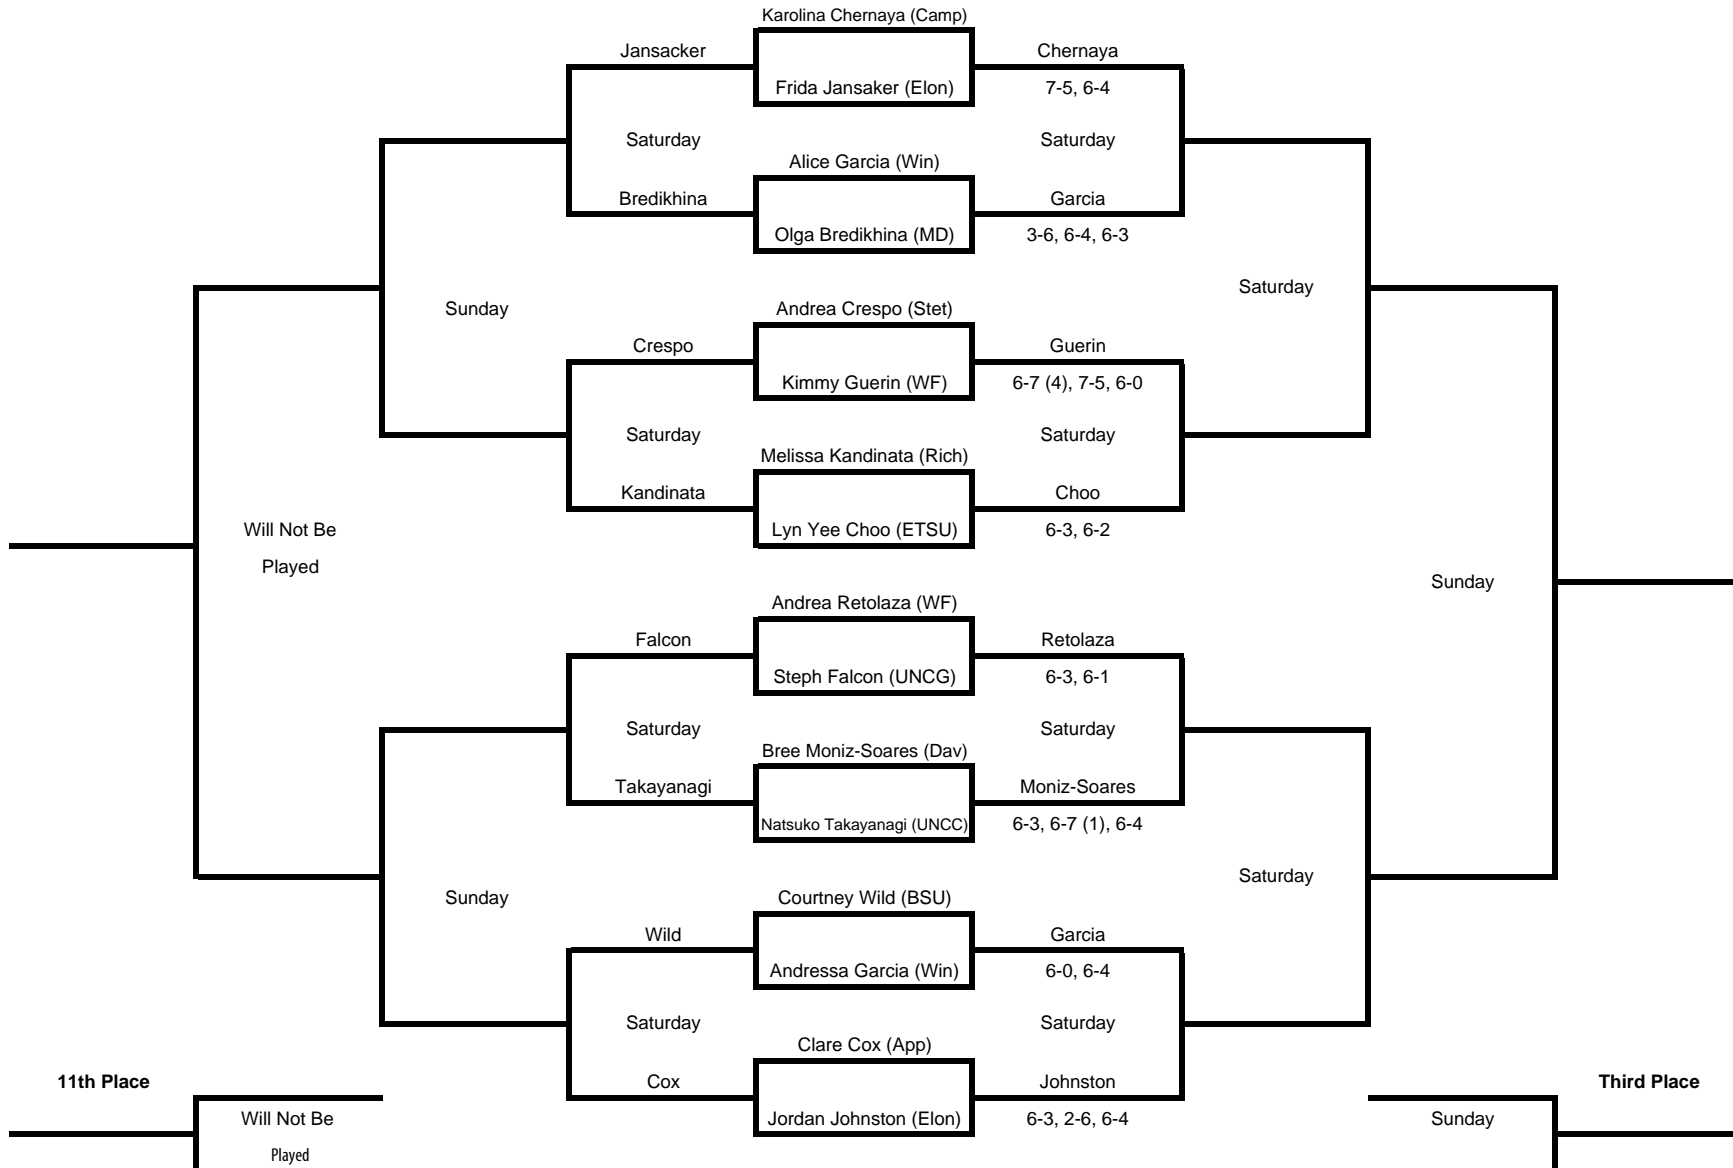 Karolina Chernaya (Camp)
Jansacker
Chernaya
Frida Jansaker (Elon)
7-5, 6-4
Saturday
Saturday
Alice Garcia (Win)
Bredikhina
Garcia
Olga Bredikhina (MD)
3-6, 6-4, 6-3
Saturday
Sunday
Andrea Crespo (Stet)
Crespo
Guerin
Kimmy Guerin (WF)
6-7 (4), 7-5, 6-0
Saturday
Saturday
Melissa Kandinata (Rich)
Kandinata
Choo
Will Not Be
Played
Lyn Yee Choo (ETSU)
6-3, 6-2
Sunday
Andrea Retolaza (WF)
Falcon
Retolaza
Steph Falcon (UNCG)
6-3, 6-1
Saturday
Saturday
Bree Moniz-Soares (Dav)
Takayanagi
Moniz-Soares
Natsuko Takayanagi (UNCC)
6-3, 6-7 (1), 6-4
Saturday
Sunday
Courtney Wild (BSU)
Wild
Garcia
Andressa Garcia (Win)
6-0, 6-4
Saturday
Saturday
Clare Cox (App)
11th Place
Cox
Johnston
Third Place
Will Not Be
Played
Jordan Johnston (Elon)
6-3, 2-6, 6-4
Sunday